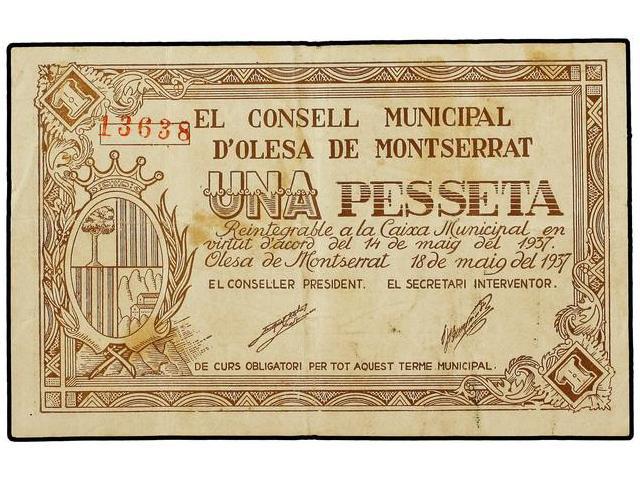 13638
EL CONSELL MUNICIPAL
D'OLESA DE MONTSERRAT
UNA PESSETA
Reintegrable a la Caixa Municipal en
virtut d'acord del 14 de maig del 1937.
Olesa de Montserrat 18 de maig del 1937
EL CONSELLER PRESIDENT. EL SECRETARI INTERVENTOR.
DE CURS OBLIGATORI PER TOT AQUEST TERME MUNICIPAL.